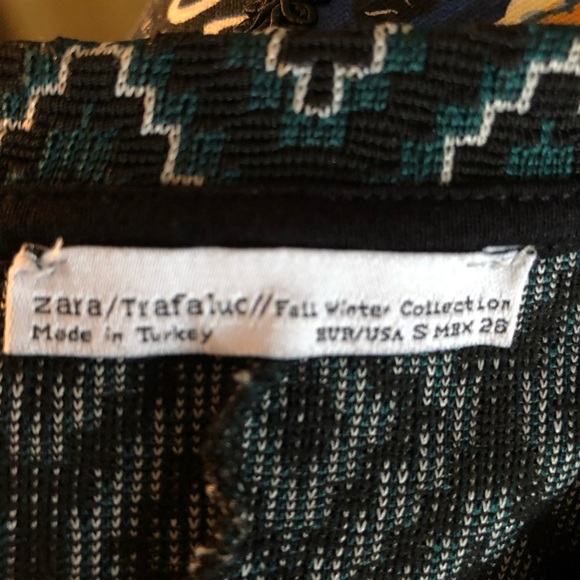 Zara/Trafaluc//Fall Winter Collection
Made in Turkey EUR/USA S MEX 26